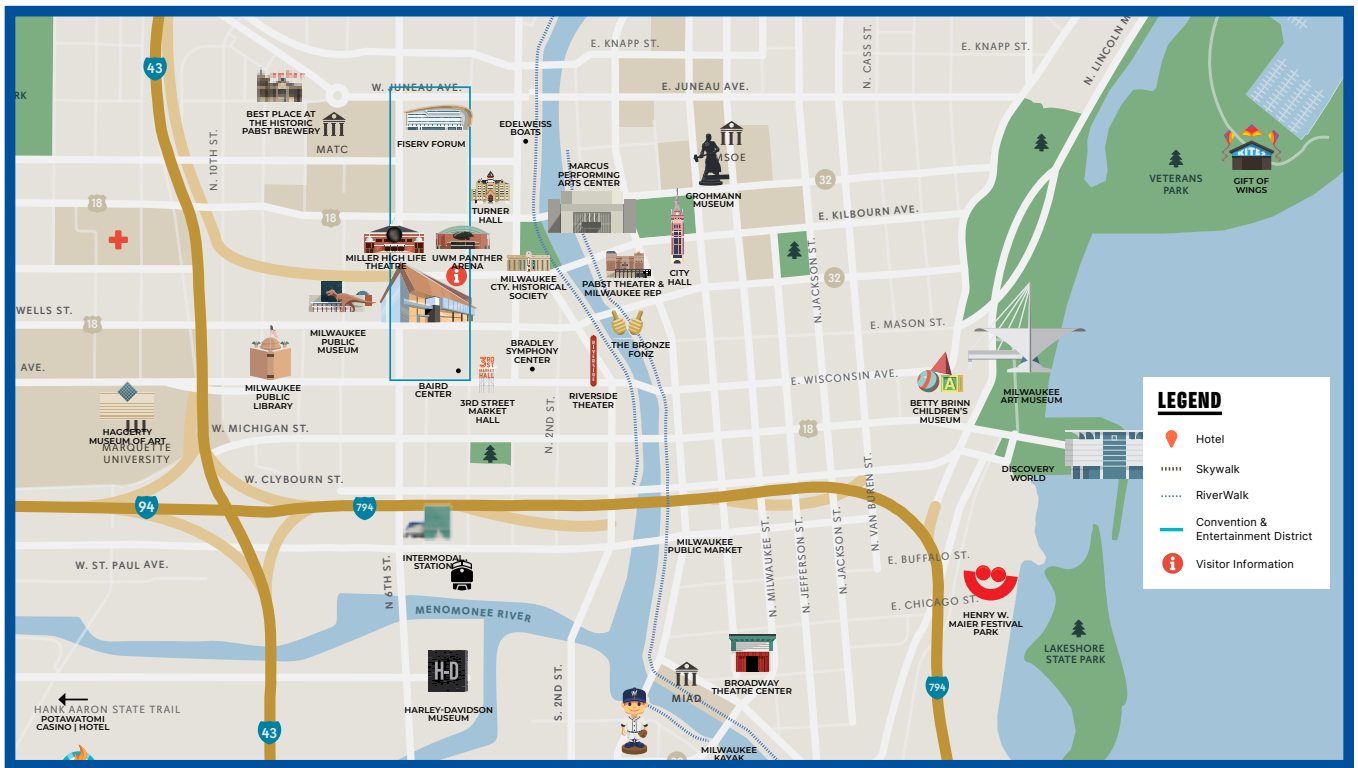 E. KNAPP ST.
E. KNAPP ST.
N. CASS ST.
N. LINCOLN M
43
RK
W. JUNEAU AVE.
E. JUNEAU AVE.
BEST PLACE AT
THE HISTORIC
PABST BREWERY
MATC
FISERV FORUM
EDELWEISS
BOATS
MSOE
KITES
N. 10TH ST.
MARCUS
PERFORMING
ARTS CENTER
GROHMANN
MUSEUM
32
VETERANS
PARK
GIFT OF
WINGS
18
18
TURNER
HALL
E. KILBOURN AVE.
MILLER HIGH LIFE
THEATRE
UWM PANTHER
ARENA
MILWAUKEE
CTY. HISTORICAL
SOCIETY
PABST THEATER &
MILWAUKEE REP
CITY
HALL
N. JACKSON ST.
32
WELLS ST.
18
MILWAUKEE
PUBLIC
MUSEUM
E. MASON ST.
THE BRONZE
FONZ
BRADLEY
SYMPHONY
CENTER
RIVERSIDE
3RD
ST
MARKET
HALL
AVE.
E. WISCONSIN AVE.
A
MILWAUKEE
PUBLIC
LIBRARY
BAIRD
CENTER
3RD STREET
MARKET
HALL
RIVERSIDE
THEATER
BETTY BRINN
CHILDREN'S
MUSEUM
MILWAUKEE
ART MUSEUM
LEGEND
Hotel
Skywalk
RiverWalk
Convention &
Entertainment District
Visitor Information
HAGGERTY
MUSEUM OF ART
MARQUETTE
UNIVERSITY
W. MICHIGAN ST.
N. 2ND ST.
18
DISCOVERY
WORLD
W. CLYBOURN ST.
N. VAN BUREN ST.
94
794
INTERMODAL
STATION
MILWAUKEE
PUBLIC MARKET
N. MILWAUKEE ST.
N. JEFFERSON ST.
N. JACKSON ST.
E. BUFFALO ST.
W. ST. PAUL AVE.
N 6TH ST.
E. CHICAGO ST.
MENOMONEE RIVER
HENRY W.
MAIER FESTIVAL
PARK
LAKESHORE
STATE PARK
H-D
HARLEY-DAVIDSON
MUSEUM
S. 2ND ST.
MIAD
BROADWAY
THEATRE CENTER
794
HANK AARON STATE TRAIL
POTAWATOMI
CASINO | HOTEL
43
MILWAUKEE
KAYAK